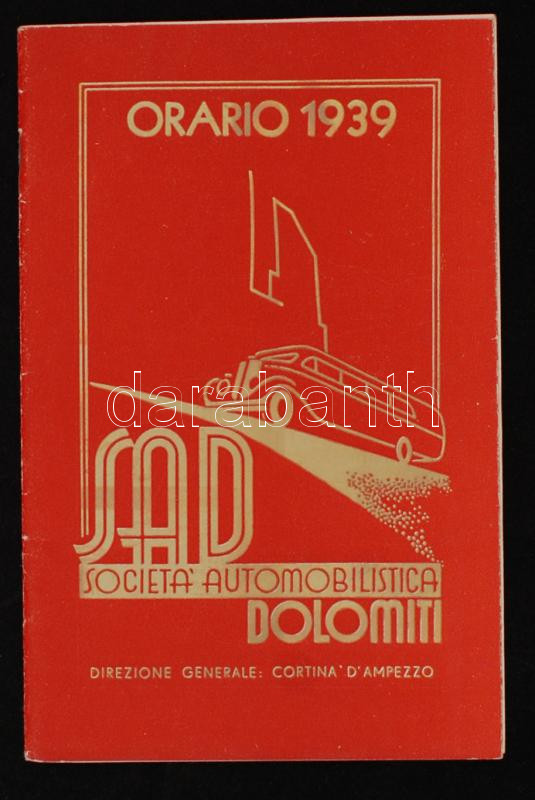 ORARIO 1939
darabanth
SAD
SOCIETA' AUTOMOBILISTICA
DOLOMITI
DIREZIONE GENERALE: CORTINA' D'AMPEZZO